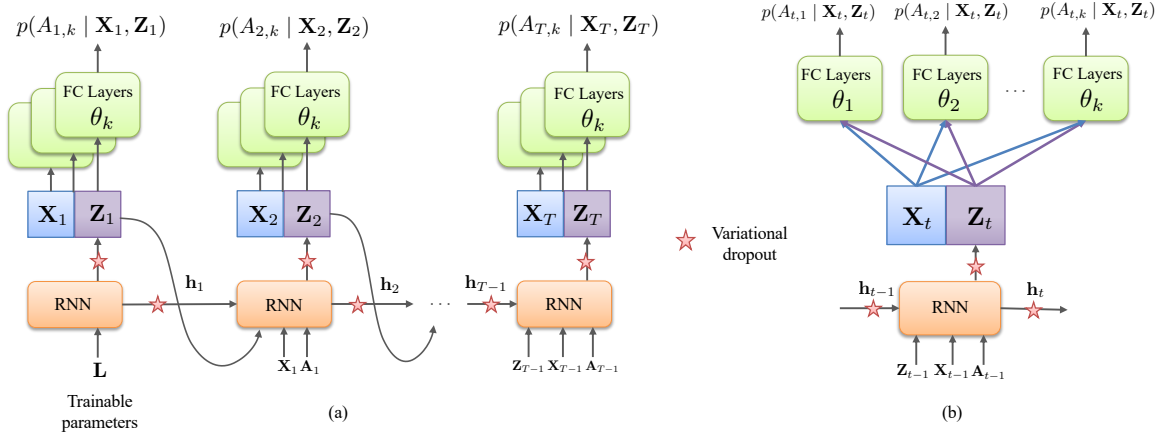 p(A_{1,k} | X_1, Z_1)
p(A_{2,k} | X_2, Z_2)
p(A_{T,k} | X_T, Z_T)
FC Layers
θ_k
FC Layers
θ_k
FC Layers
θ_k
X_1 Z_1
X_2 Z_2
X_T Z_T
h_1
h_2
h_{T−1}
RNN
RNN
· · ·
RNN
L
X_1 A_1
Z_{T−1} X_{T−1} A_{T−1}
Trainable
parameters
(a)
Variational
dropout
p(A_{t,1} | X_t, Z_t)
p(A_{t,2} | X_t, Z_t)
p(A_{t,k} | X_t, Z_t)
FC Layers
θ_1
FC Layers
θ_2
· · ·
FC Layers
θ_k
X_t Z_t
h_{t−1}
RNN
h_t
Z_{t−1} X_{t−1} A_{t−1}
(b)